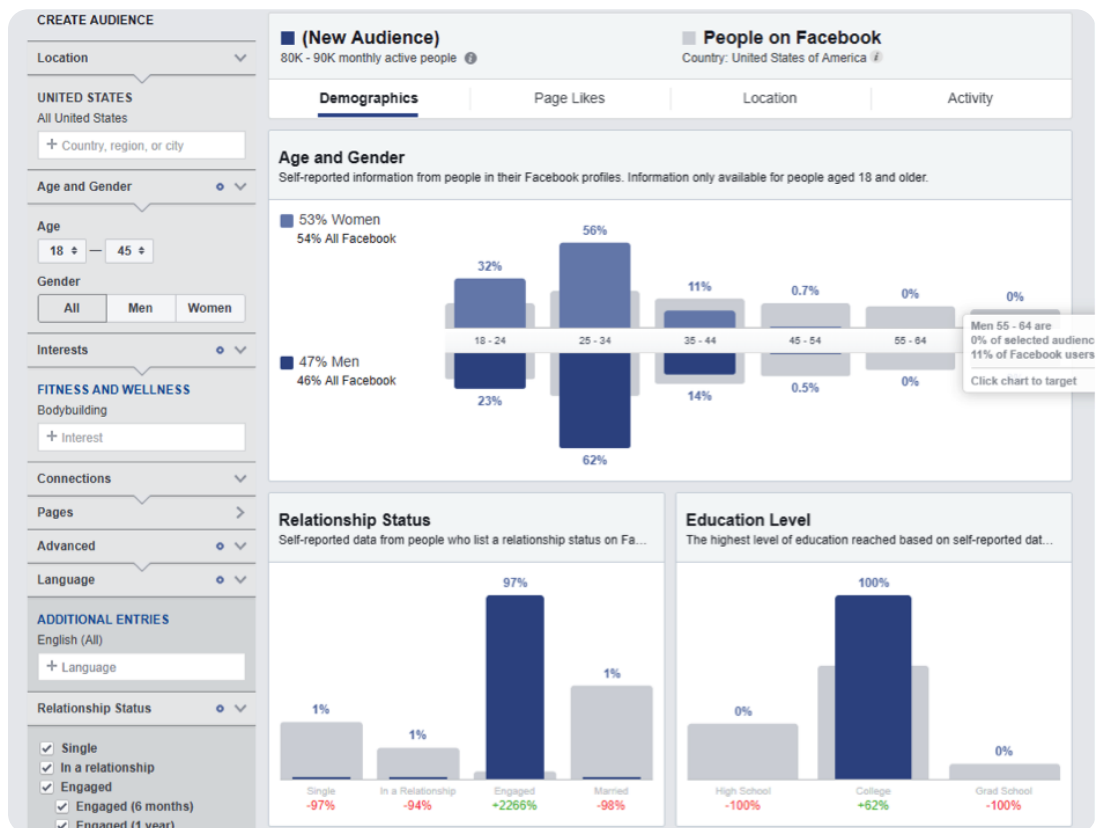 CREATE AUDIENCE
Location
UNITED STATES
All United States
+ Country, region, or city
Age and Gender
Age
18 — 45
Gender
All Men Women
Interests
FITNESS AND WELLNESS
Bodybuilding
+ Interest
Connections
Pages
Advanced
Language
ADDITIONAL ENTRIES
English (All)
+ Language
Relationship Status
Single
In a relationship
Engaged
Engaged (6 months)
Engaged (1 year)
(New Audience)
80K - 90K monthly active people i
People on Facebook
Country: United States of America i
Demographics Page Likes Location Activity
Age and Gender
Self-reported information from people in their Facebook profiles. Information only available for people aged 18 and older.
53% Women
54% All Facebook
32% 56% 11% 0.7% 0% 0%
18 - 24 25 - 34 35 - 44 45 - 54 55 - 64
47% Men
46% All Facebook
23% 62% 14% 0.5% 0%
Men 55 - 64 are
0% of selected audience
11% of Facebook users
Click chart to target
Relationship Status
Self-reported data from people who list a relationship status on Fa...
1% 1% 97% 1%
Single In a Relationship Engaged Married
-97% -94% +2266% -98%
Education Level
The highest level of education reached based on self-reported dat...
0% 100% 0%
High School College Grad School
-100% +62% -100%